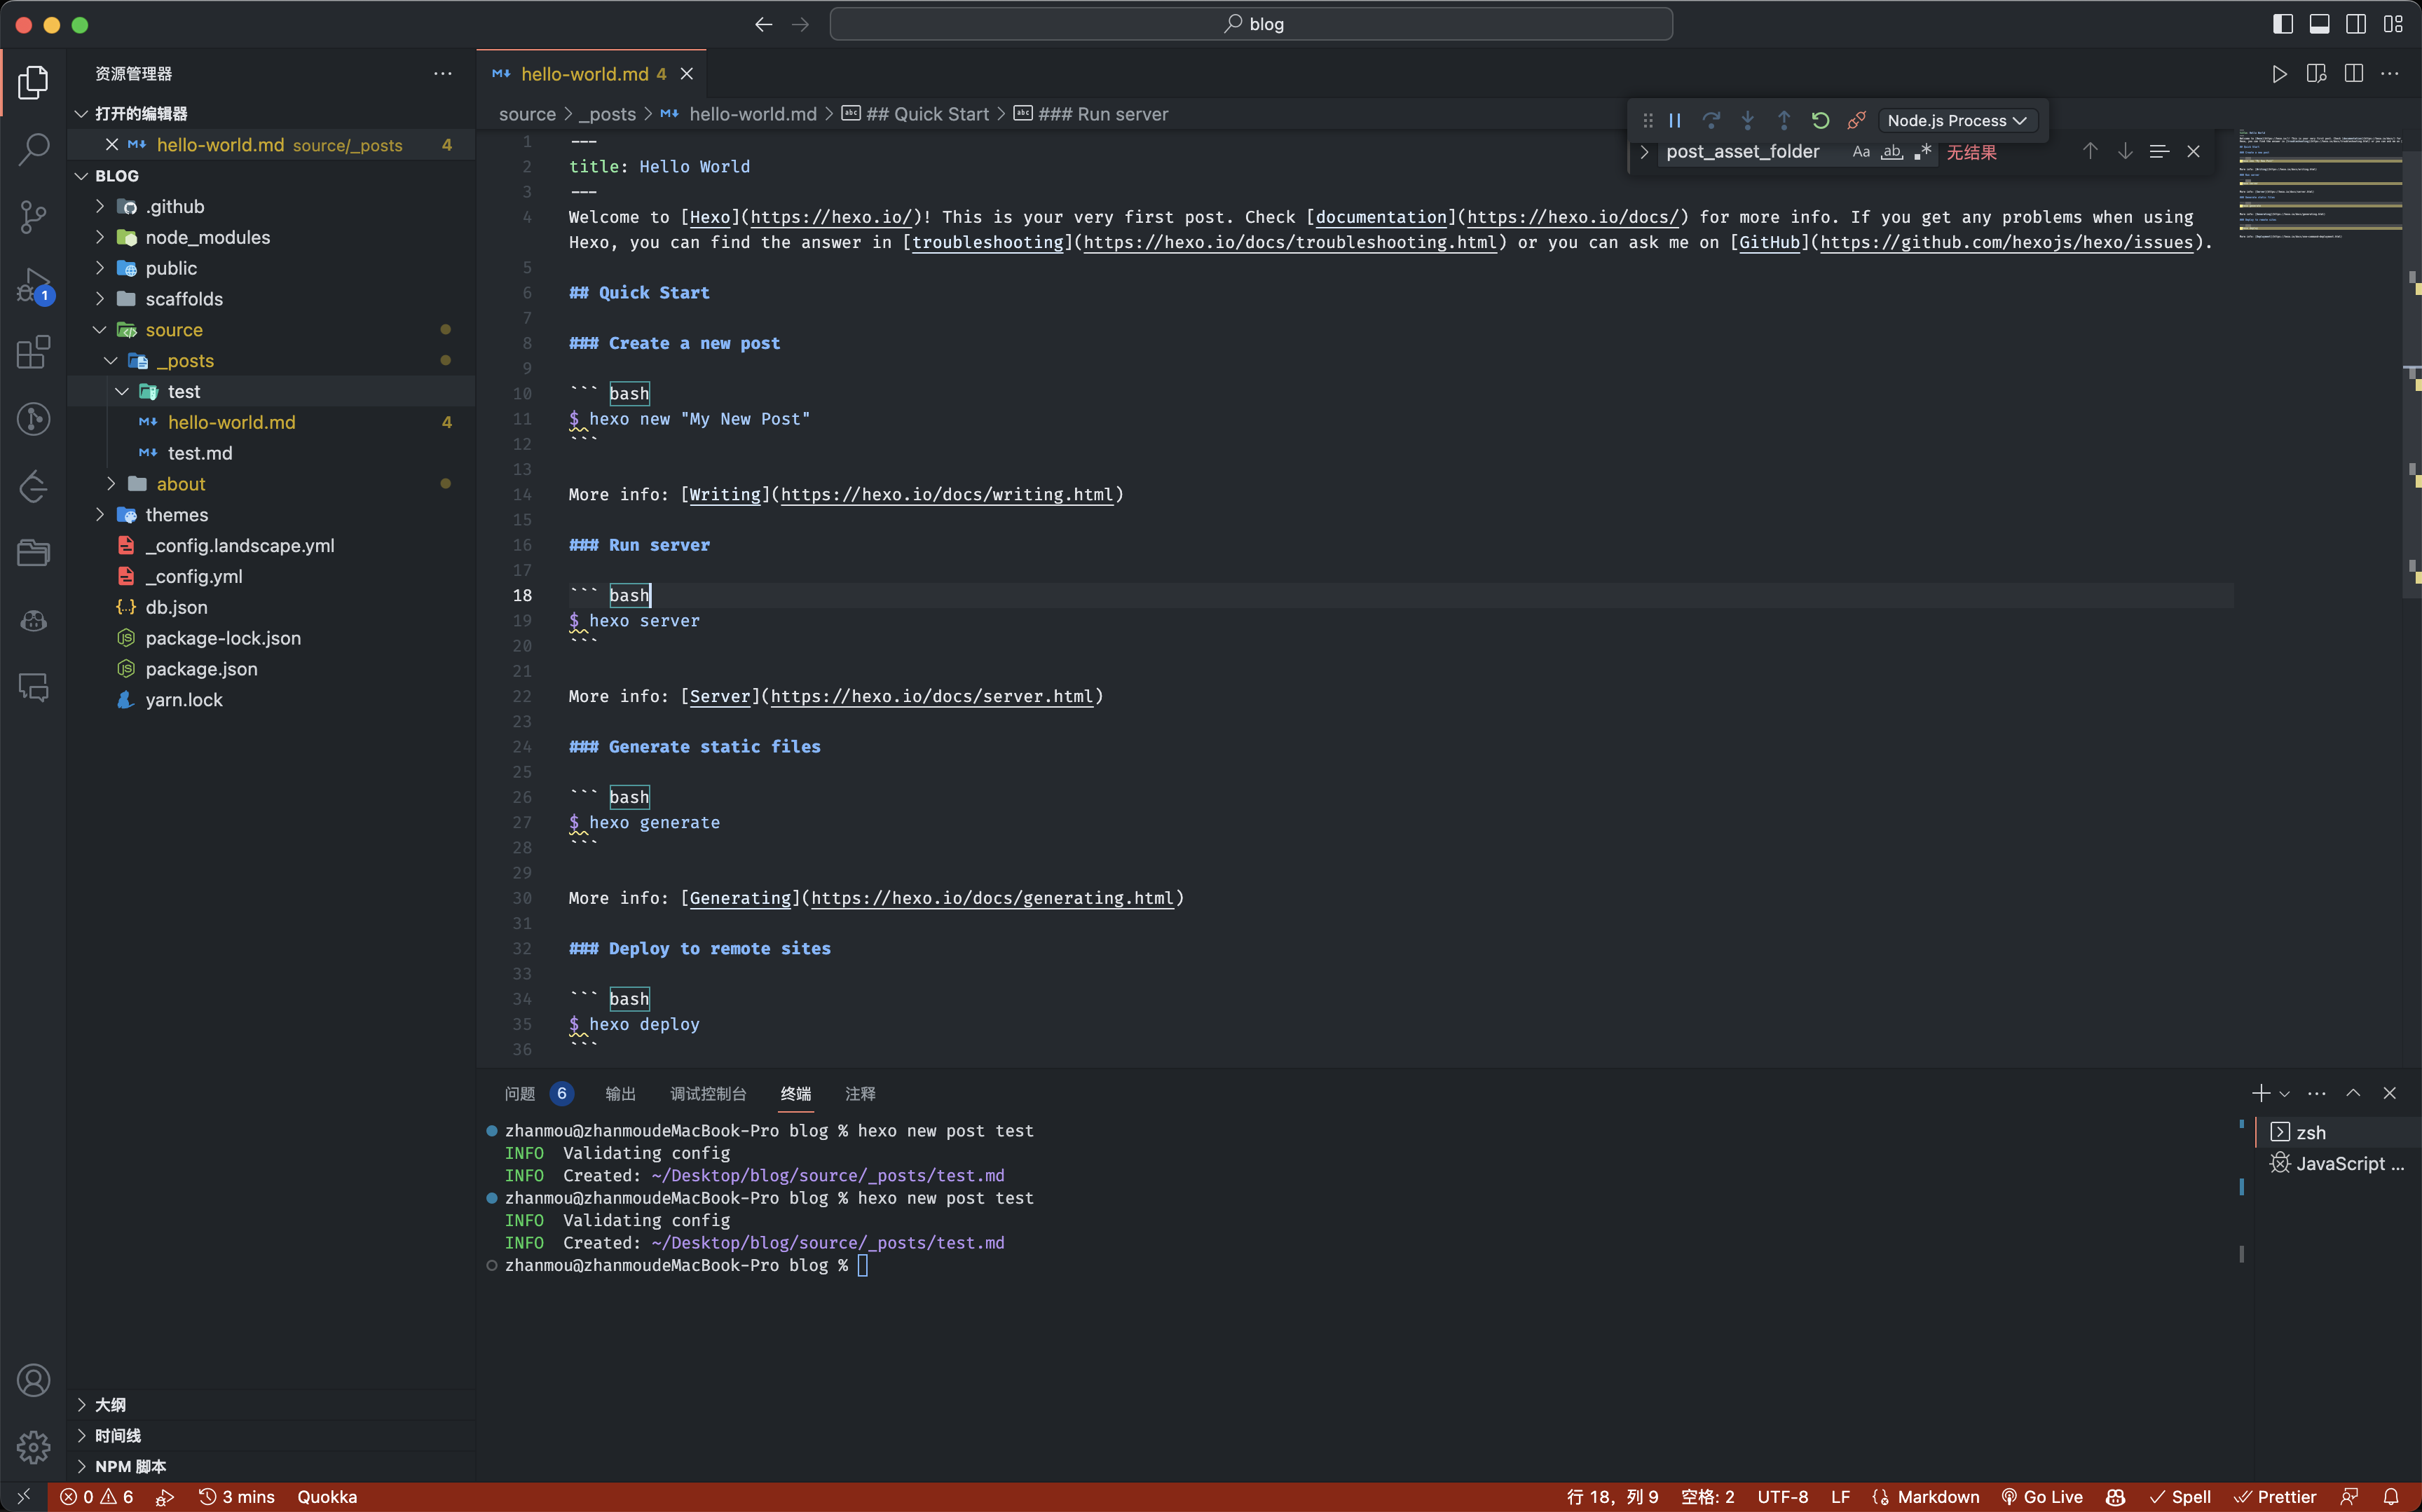 blog
资源管理器
打开的编辑器
hello-world.md source/_posts 4
BLOG
.github
node_modules
public
scaffolds
source
_posts
test
hello-world.md 4
test.md
about
themes
_config.landscape.yml
_config.yml
db.json
package-lock.json
package.json
yarn.lock
大纲
时间线
NPM 脚本
1
hello-world.md 4
source > _posts > hello-world.md > ## Quick Start > ### Run server
Node.js Process
post_asset_folder Aa ab .* 无结果
1 ---
2 title: Hello World
3 ---
4 Welcome to [Hexo](https://hexo.io/)! This is your very first post. Check [documentation](https://hexo.io/docs/) for more info. If you get any problems when using
Hexo, you can find the answer in [troubleshooting](https://hexo.io/docs/troubleshooting.html) or you can ask me on [GitHub](https://github.com/hexojs/hexo/issues).
5
6 ## Quick Start
7
8 ### Create a new post
9
10 ``` bash
11 $ hexo new "My New Post"
12 ```
13
14 More info: [Writing](https://hexo.io/docs/writing.html)
15
16 ### Run server
17
18 ``` bash
19 $ hexo server
20 ```
21
22 More info: [Server](https://hexo.io/docs/server.html)
23
24 ### Generate static files
25
26 ``` bash
27 $ hexo generate
28 ```
29
30 More info: [Generating](https://hexo.io/docs/generating.html)
31
32 ### Deploy to remote sites
33
34 ``` bash
35 $ hexo deploy
36 ```
问题 6 输出 调试控制台 终端 注释
zhanmou@zhanmoudeMacBook-Pro blog % hexo new post test
INFO Validating config
INFO Created: ~/Desktop/blog/source/_posts/test.md
zhanmou@zhanmoudeMacBook-Pro blog % hexo new post test
INFO Validating config
INFO Created: ~/Desktop/blog/source/_posts/test.md
zhanmou@zhanmoudeMacBook-Pro blog %
zsh
JavaScript ...
0 6 3 mins Quokka 行 18，列 9 空格: 2 UTF-8 LF Markdown Go Live Spell Prettier